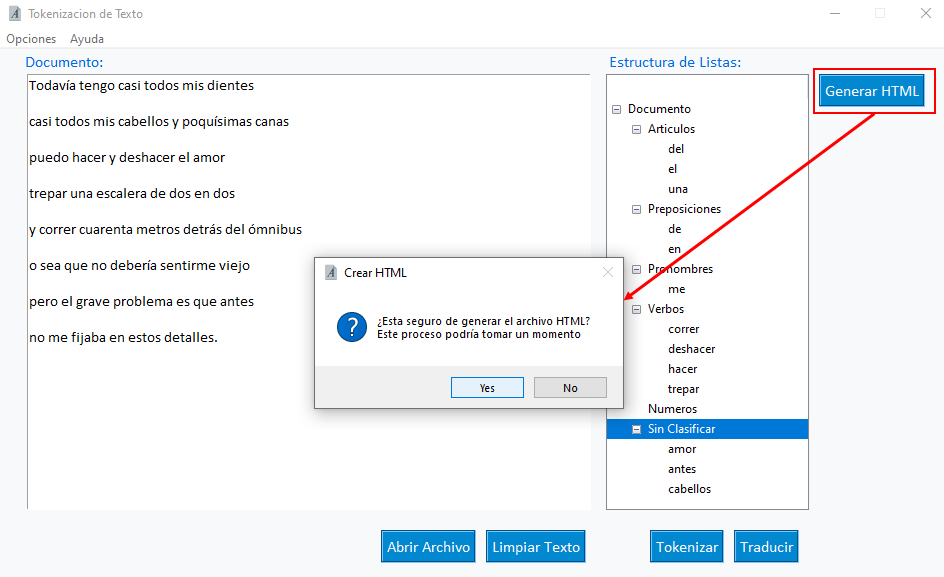 Tokenizacion de Texto
Opciones Ayuda
Documento:
Todavía tengo casi todos mis dientes
casi todos mis cabellos y poquísimas canas
puedo hacer y deshacer el amor
trepar una escalera de dos en dos
y correr cuarenta metros detrás del ómnibus
o sea que no debería sentirme viejo
pero el grave problema es que antes
no me fijaba en estos detalles.
Estructura de Listas:
Documento
Articulos
del
el
una
Preposiciones
de
en
Pronombres
me
Verbos
correr
deshacer
hacer
trepar
Numeros
Sin Clasificar
amor
antes
cabellos
Generar HTML
Crear HTML
¿Esta seguro de generar el archivo HTML?
Este proceso podría tomar un momento
Yes No
Abrir Archivo Limpiar Texto Tokenizar Traducir